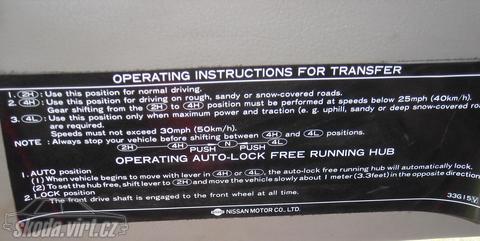 OPERATING INSTRUCTIONS FOR TRANSFER
1. 2H : Use this position for normal driving.
2. 4H : Use this position for driving on rough, sandy or snow-covered roads.
Gear shifting from the 2H to 4H position must be performed at speeds below 25mph (40km/h).
3. 4L : Use this position only when maximum power and traction (e. g. uphill, sandy or deep snow-covered ro
are required.
Speeds must not exceed 30mph (50km/h).
NOTE : Always stop your vehicle before shifting between 4H and 4L positions.
2H 4H PUSH N PUSH 4L
OPERATING AUTO-LOCK FREE RUNNING HUB
1. AUTO position
(1) When vehicle begins to move with lever in 4H or 4L, the auto-lock free running hub will automatically lock.
(2) To set the hub free, shift lever to 2H and move the vehicle slowly about 1 meter (3.3feet) in the opposite direction
2. LOCK position
The front drive shaft is engaged to the front wheel all at time.
NISSAN MOTOR CO., LTD.
33G15 V
skoda.virt.cz